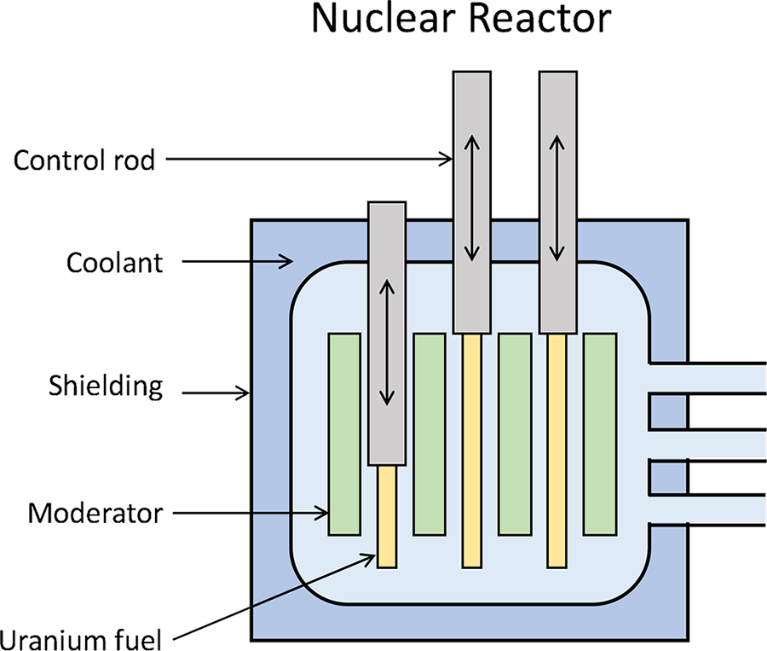 Nuclear Reactor
Control rod
Coolant
Shielding
Moderator
Uranium fuel